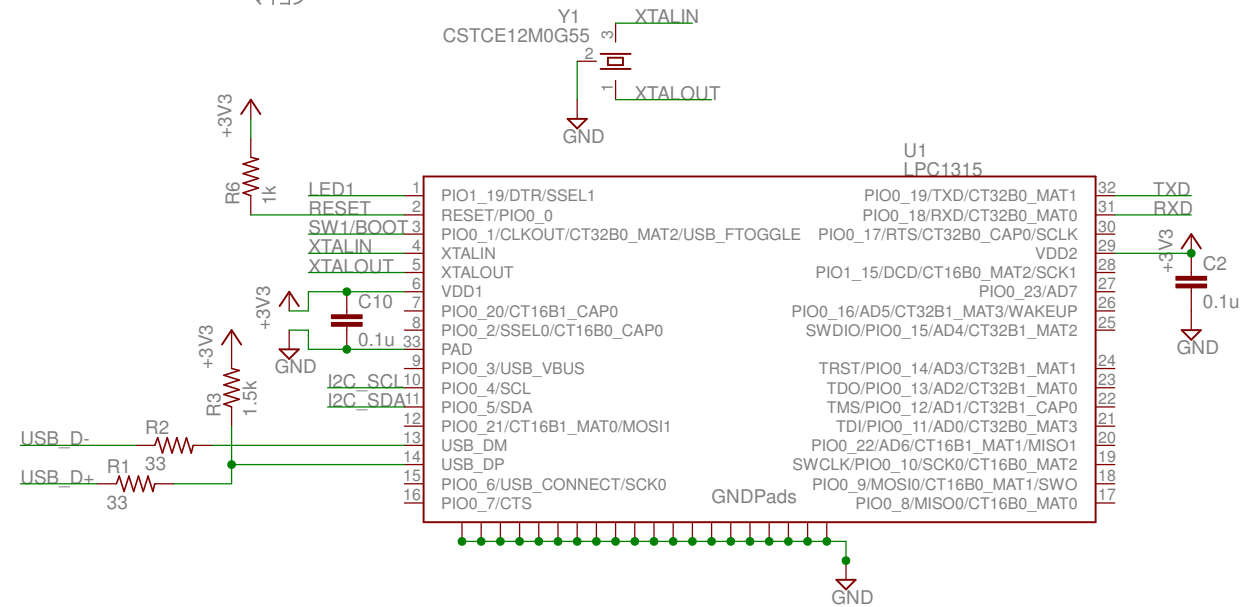 Y1
CSTCE12M0G55
XTALIN
3
2
1
XTALOUT
GND
+3V3
R6
1k
U1
LPC1315
LED1 1 PIO1_19/DTR/SSEL1
RESET 2 RESET/PIO0_0
SW1/BOOT 3 PIO0_1/CLKOUT/CT32B0_MAT2/USB_FTOGGLE
XTALIN 4 XTALIN
XTALOUT 5 XTALOUT
6 VDD1
7 PIO0_20/CT16B1_CAP0
8 PIO0_2/SSEL0/CT16B0_CAP0
33 PAD
9 PIO0_3/USB_VBUS
I2C_SCL 10 PIO0_4/SCL
I2C_SDA 11 PIO0_5/SDA
12 PIO0_21/CT16B1_MAT0/MOSI1
13 USB_DM
14 USB_DP
15 PIO0_6/USB_CONNECT/SCK0
16 PIO0_7/CTS
PIO0_19/TXD/CT32B0_MAT1 32 TXD
PIO0_18/RXD/CT32B0_MAT0 31 RXD
PIO0_17/RTS/CT32B0_CAP0/SCLK 30
VDD2 29
PIO1_15/DCD/CT16B0_MAT2/SCK1 28
PIO0_23/AD7 27
PIO0_16/AD5/CT32B1_MAT3/WAKEUP 26
SWDIO/PIO0_15/AD4/CT32B1_MAT2 25
TRST/PIO0_14/AD3/CT32B1_MAT1 24
TDO/PIO0_13/AD2/CT32B1_MAT0 23
TMS/PIO0_12/AD1/CT32B1_CAP0 22
TDI/PIO0_11/AD0/CT32B0_MAT3 21
PIO0_22/AD6/CT16B1_MAT1/MISO1 20
SWCLK/PIO0_10/SCK0/CT16B0_MAT2 19
PIO0_9/MOSI0/CT16B0_MAT1/SWO 18
PIO0_8/MISO0/CT16B0_MAT0 17
GNDPads
GND
+3V3
C10
0.1u
GND
+3V3
R3
1.5k
USB_D-
R2
33
USB_D+
R1
33
+3V3
C2
0.1u
GND